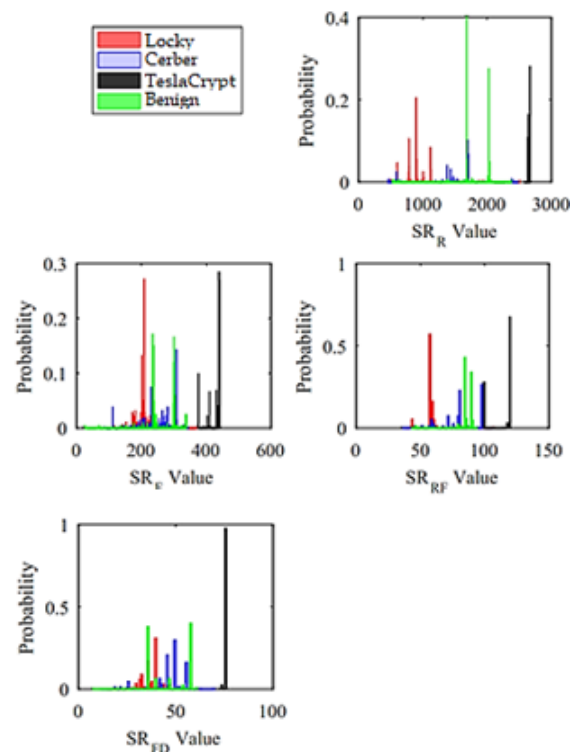 Locky
Cerber
TeslaCrypt
Benign
Probability
0.4
0.2
0
0 1000 2000 3000
SR_R Value
Probability
0.3
0.2
0.1
0
0 200 400 600
SR_F Value
Probability
1
0.5
0
0 50 100 150
SR_RF Value
Probability
1
0.5
0
0 50 100
SR_FD Value